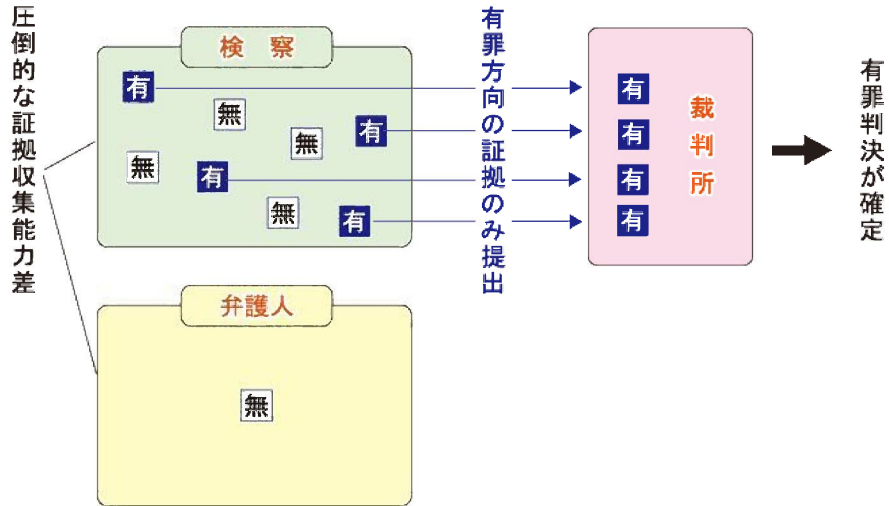 圧倒的な証拠収集能力差
検察
有
無
無
有
無
有
無
有
弁護人
無
有罪方向の証拠のみ提出
裁判所
有
有
有
有
有罪判決が確定